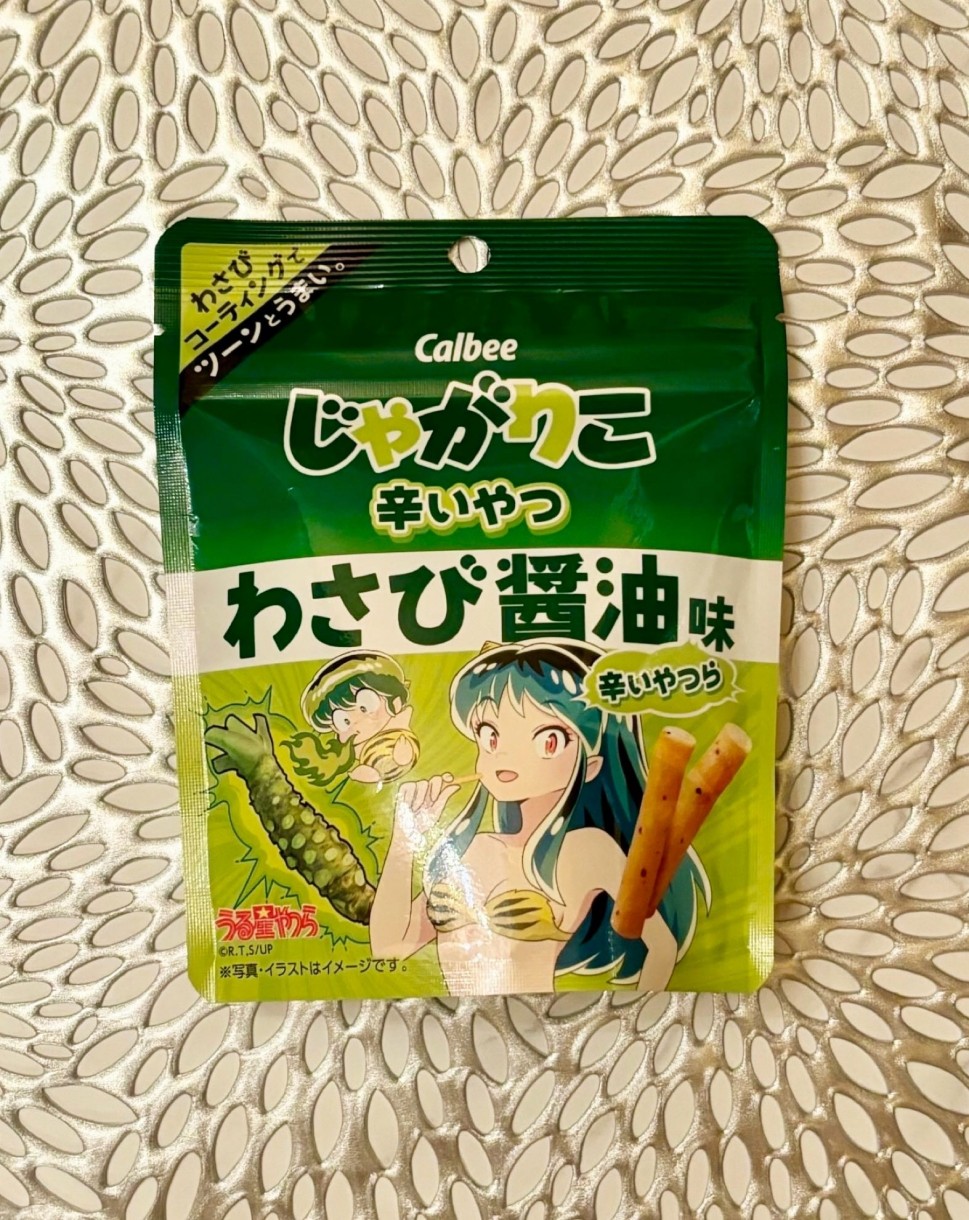 わさび
コーティングで
ツーンとうまい。
Calbee
じゃがりこ
辛いやつ
わさび醤油味
辛いやつら
うる星やつら
©R.T,S/UP
※写真・イラストはイメージです。